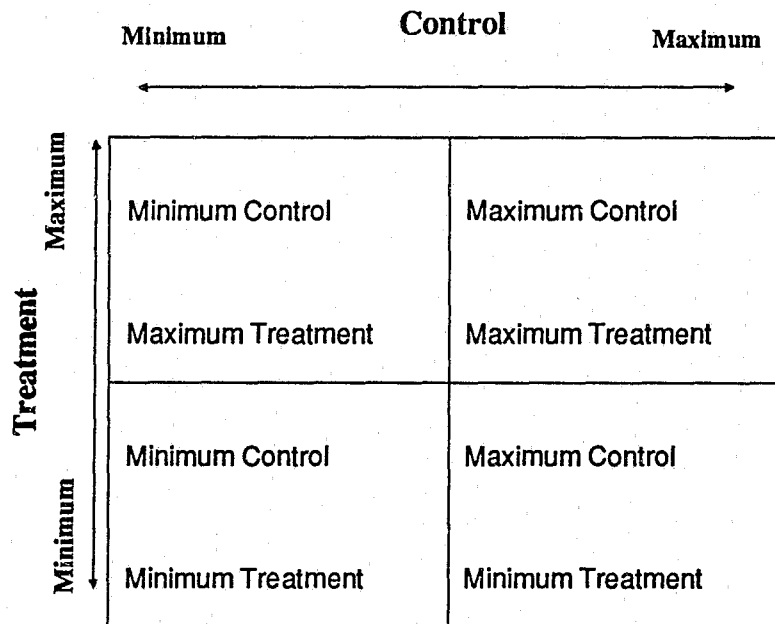 Control
Minimum
Maximum
Treatment
Maximum
Minimum
Minimum Control
Maximum Treatment
Maximum Control
Maximum Treatment
Minimum Control
Minimum Treatment
Maximum Control
Minimum Treatment